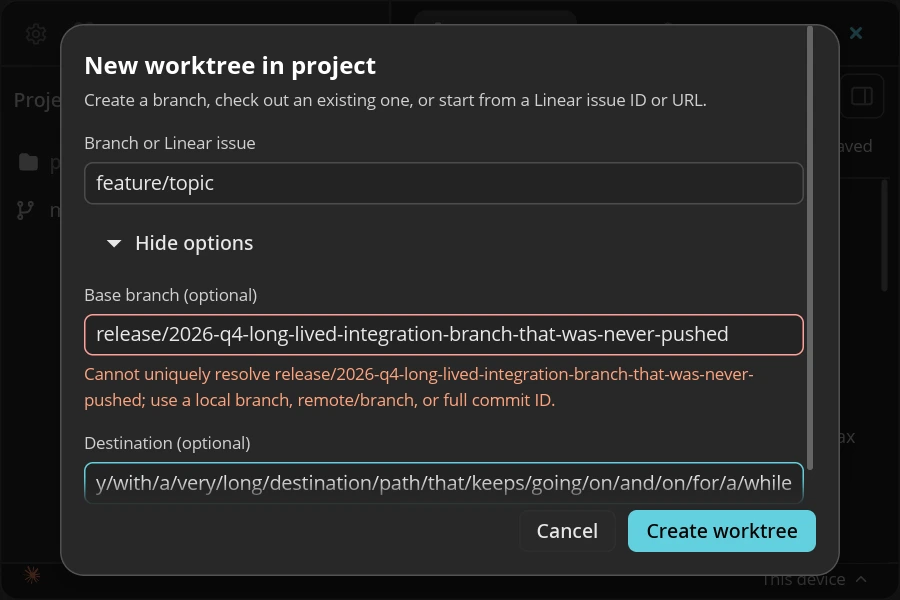 New worktree in project
Create a branch, check out an existing one, or start from a Linear issue ID or URL.
Branch or Linear issue
feature/topic
Hide options
Base branch (optional)
release/2026-q4-long-lived-integration-branch-that-was-never-pushed
Cannot uniquely resolve release/2026-q4-long-lived-integration-branch-that-was-never-
pushed; use a local branch, remote/branch, or full commit ID.
Destination (optional)
y/with/a/very/long/destination/path/that/keeps/going/on/and/on/for/a/while
Cancel
Create worktree
This device